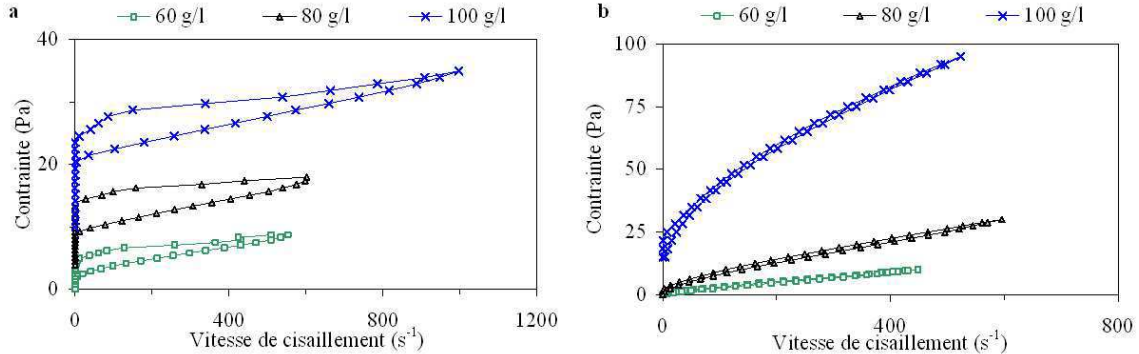 a
60 g/l 80 g/l 100 g/l
40
20
0
0 400 800 1200
Contrainte (Pa)
Vitesse de cisaillement (s⁻¹)
b
60 g/l 80 g/l 100 g/l
100
75
50
25
0
0 400 800
Contrainte (Pa)
Vitesse de cisaillement (s⁻¹)